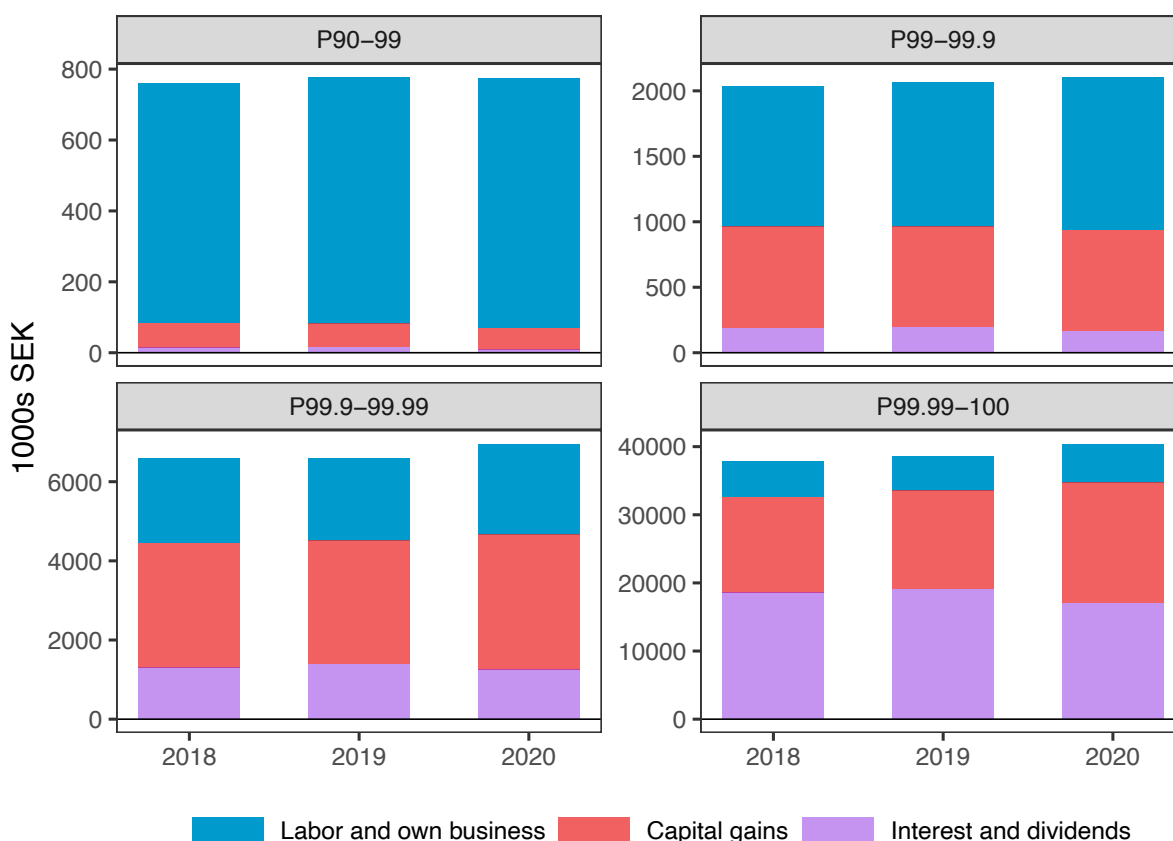 P90−99
P99−99.9
800
600
400
200
0
2000
1500
1000
500
0
1000s SEK
P99.9−99.99
P99.99−100
6000
4000
2000
0
40000
30000
20000
10000
0
2018 2019 2020
2018 2019 2020
Labor and own business Capital gains Interest and dividends